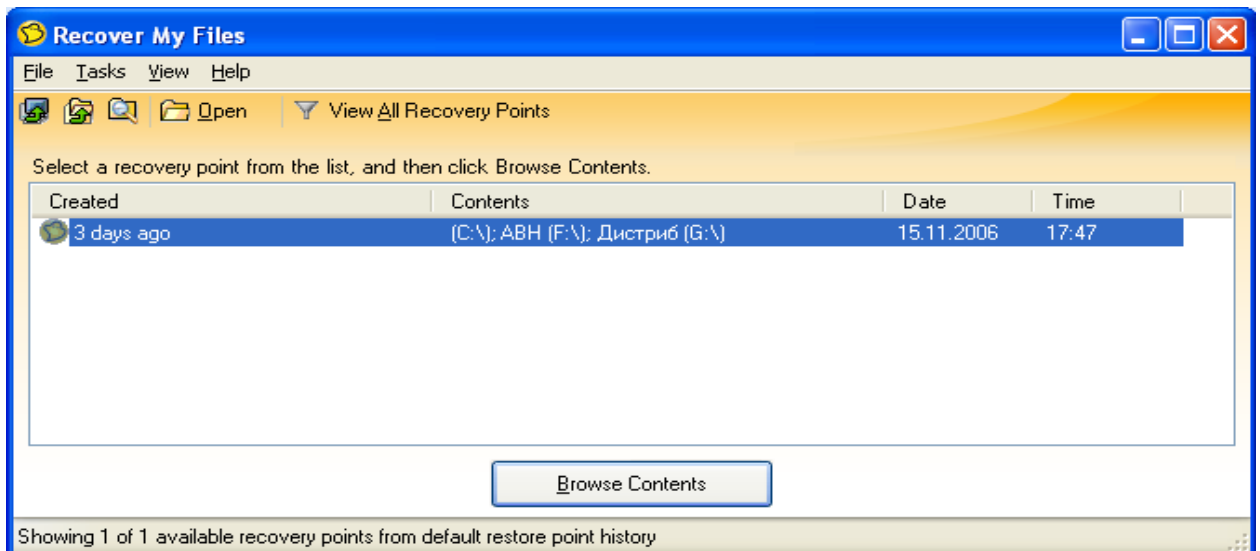 Recover My Files
File Tasks View Help
Open View All Recovery Points
Select a recovery point from the list, and then click Browse Contents.
Created Contents Date Time
3 days ago (C:\); ABH (F:\); Дистриб (G:\) 15.11.2006 17:47
Browse Contents
Showing 1 of 1 available recovery points from default restore point history